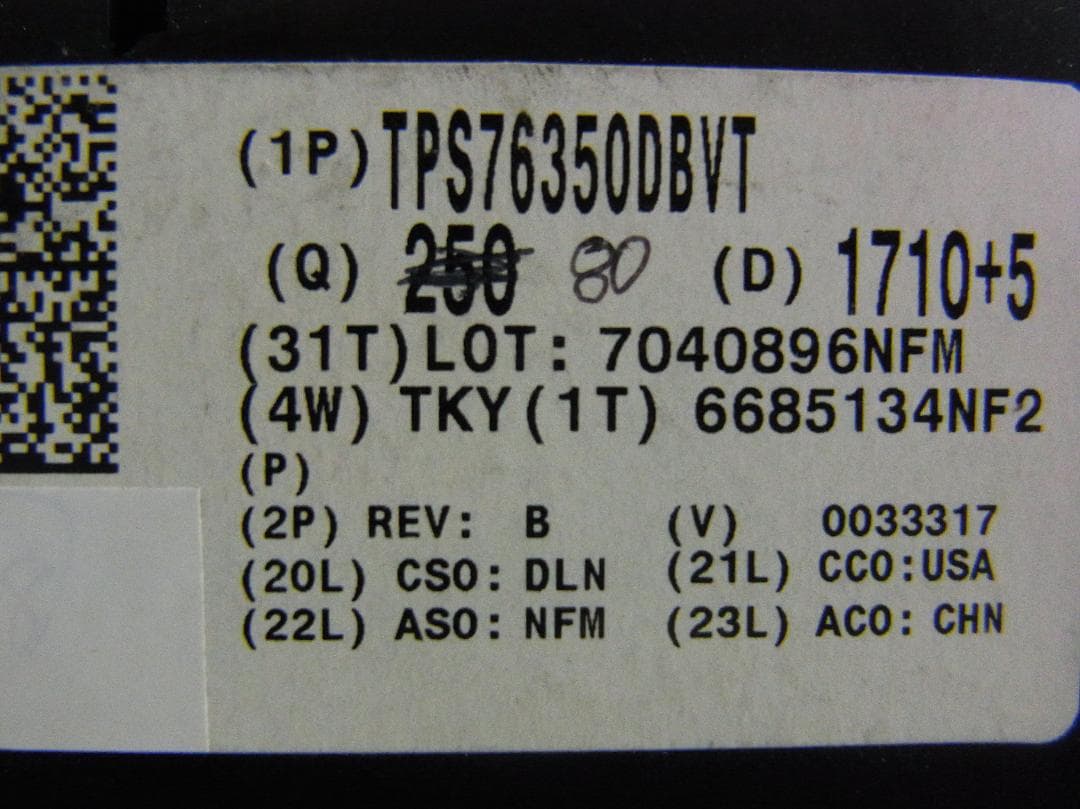 (1P) TPS76350DBVT
(Q) 250 80 (D) 1710+5
(31T) LOT: 7040896NFM
(4W) TKY (1T) 6685134NF2
(P)
(2P) REV: B (V) 0033317
(20L) CSO: DLN (21L) CCO:USA
(22L) ASO: NFM (23L) ACO: CHN